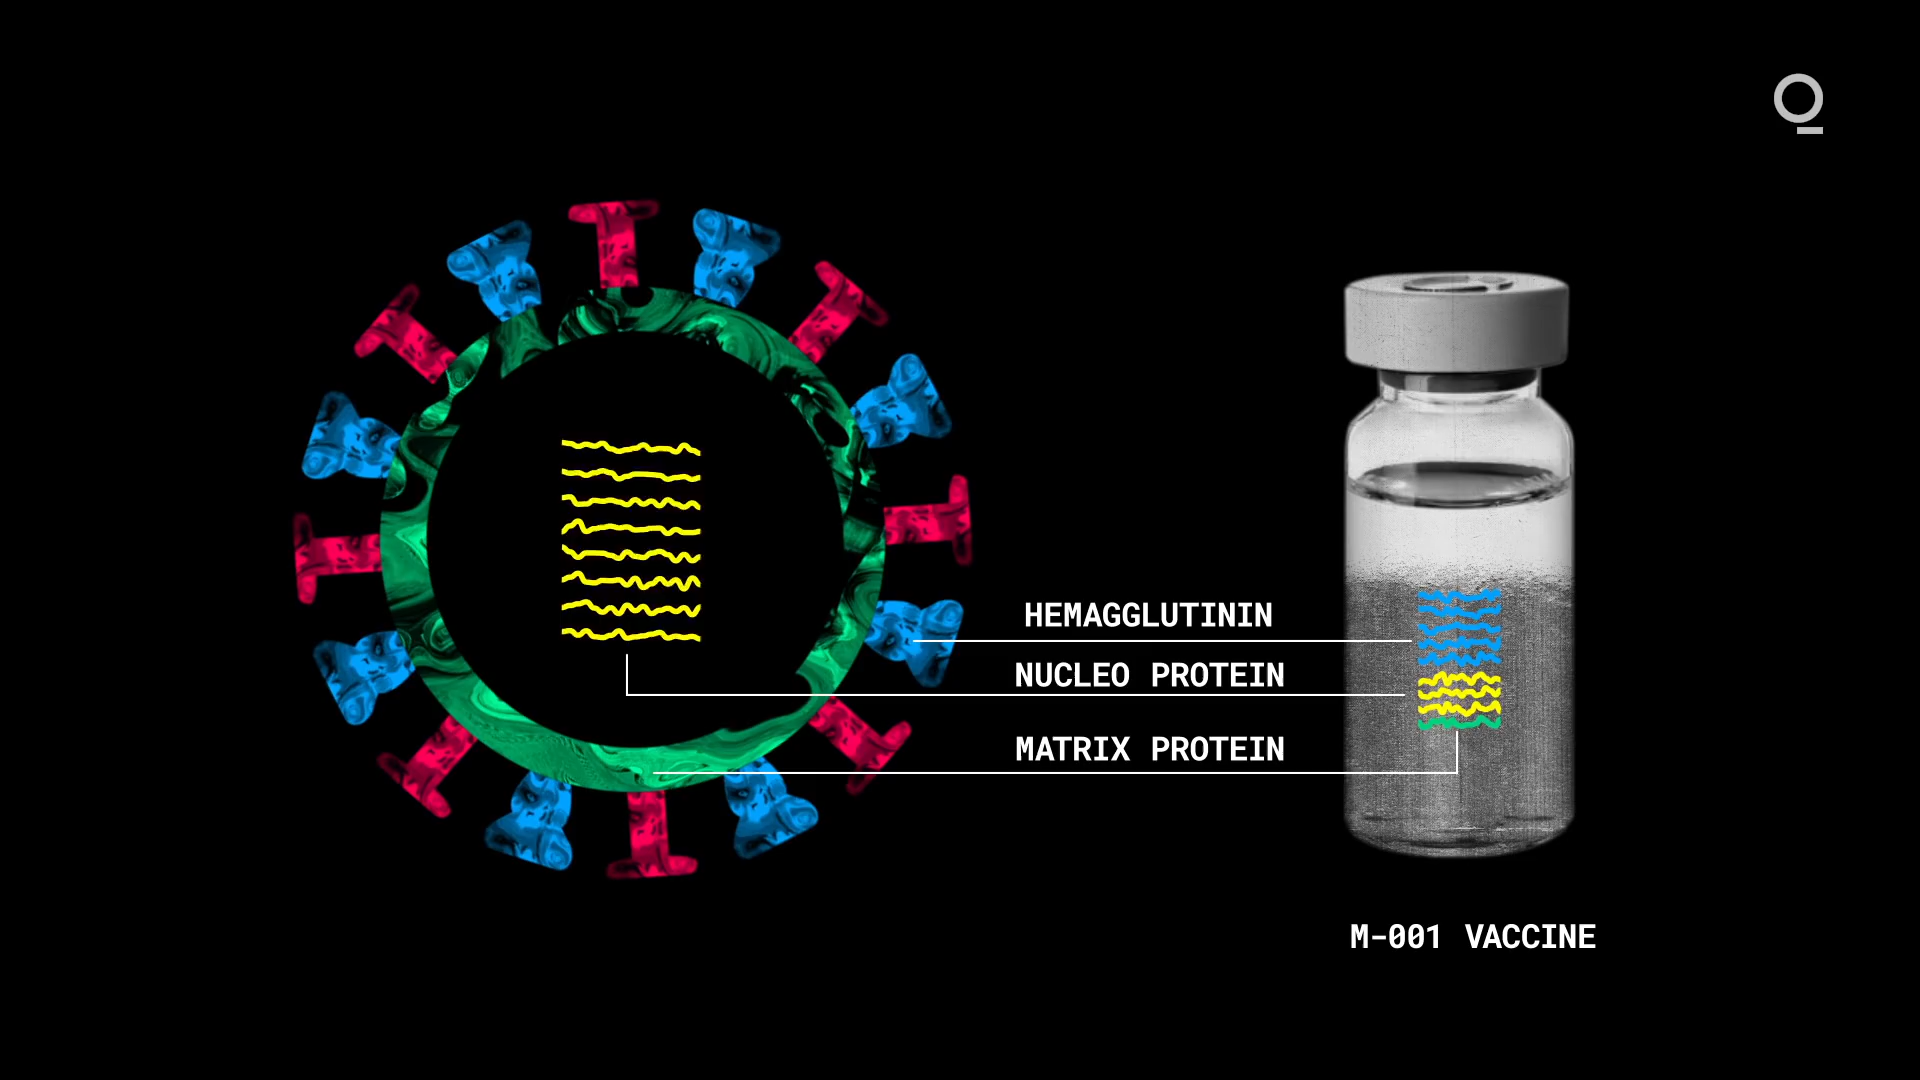 HEMAGGLUTININ
NUCLEO PROTEIN
MATRIX PROTEIN
M-001 VACCINE